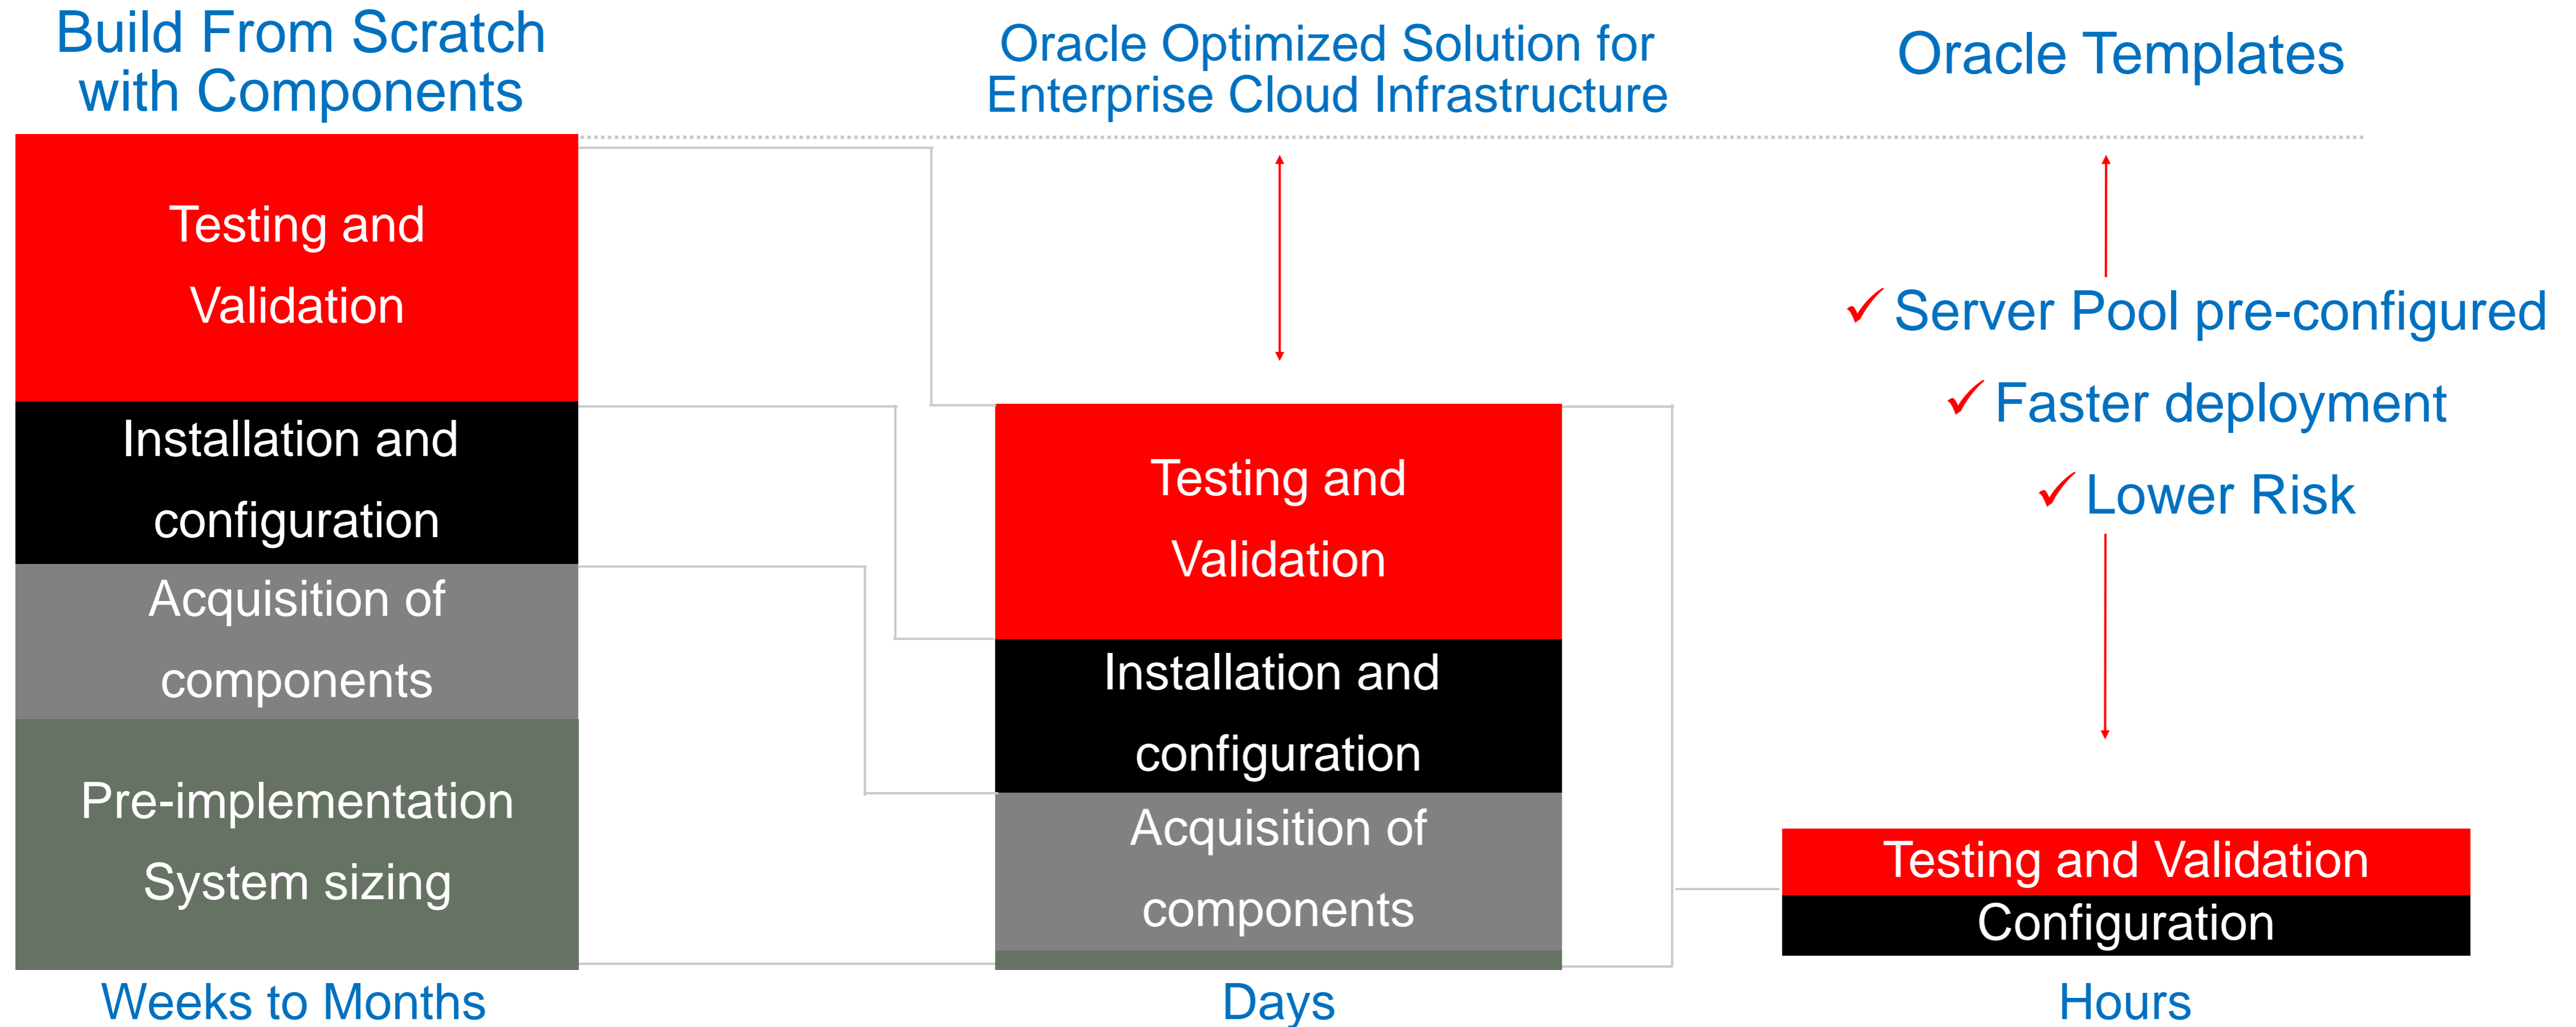 Build From Scratch
with Components
Testing and
Validation
Installation and
configuration
Acquisition of
components
Pre-implementation
System sizing
Weeks to Months
Oracle Optimized Solution for
Enterprise Cloud Infrastructure
Testing and
Validation
Installation and
configuration
Acquisition of
components
Days
Oracle Templates
✓ Server Pool pre-configured
✓ Faster deployment
✓ Lower Risk
Testing and Validation
Configuration
Hours